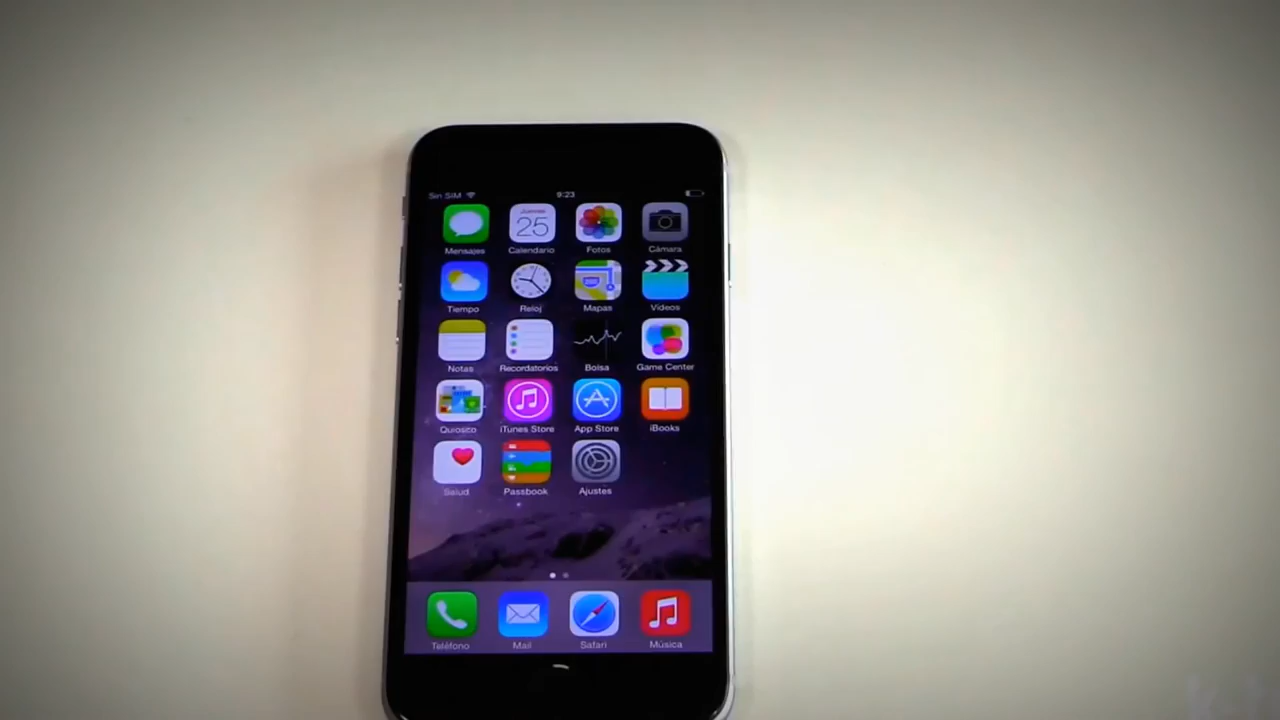 Sin SIM 9:23
Jueves
25
Mensajes Calendario Fotos Cámara
Tiempo Reloj Mapas Vídeos
Notas Recordatorios Bolsa Game Center
Quiosco iTunes Store App Store iBooks
Salud Passbook Ajustes
Teléfono Mail Safari Música